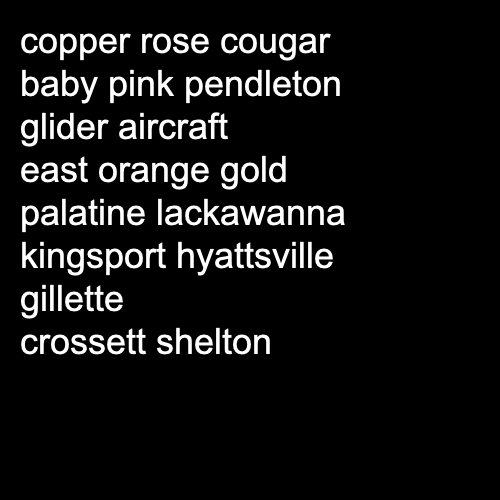 copper rose cougar
baby pink pendleton
glider aircraft
east orange gold
palatine lackawanna
kingsport hyattsville
gillette
crossett shelton